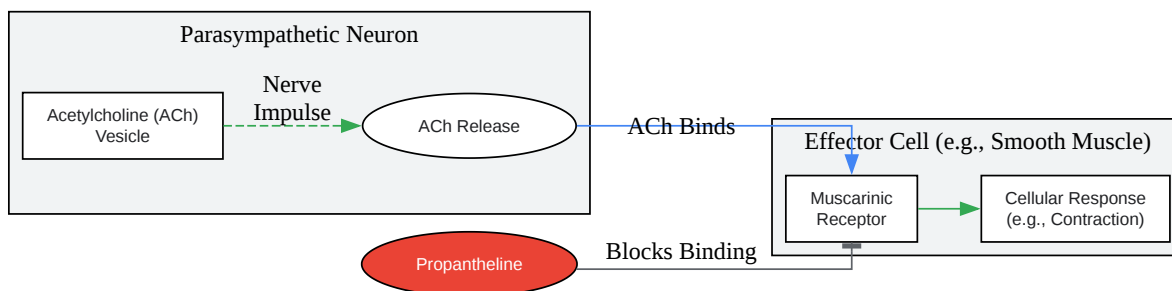 Parasympathetic Neuron
Acetylcholine (ACh)
Vesicle
Nerve
Impulse
ACh Release
ACh Binds
Effector Cell (e.g., Smooth Muscle)
Muscarinic
Receptor
Cellular Response
(e.g., Contraction)
Propantheline
Blocks Binding